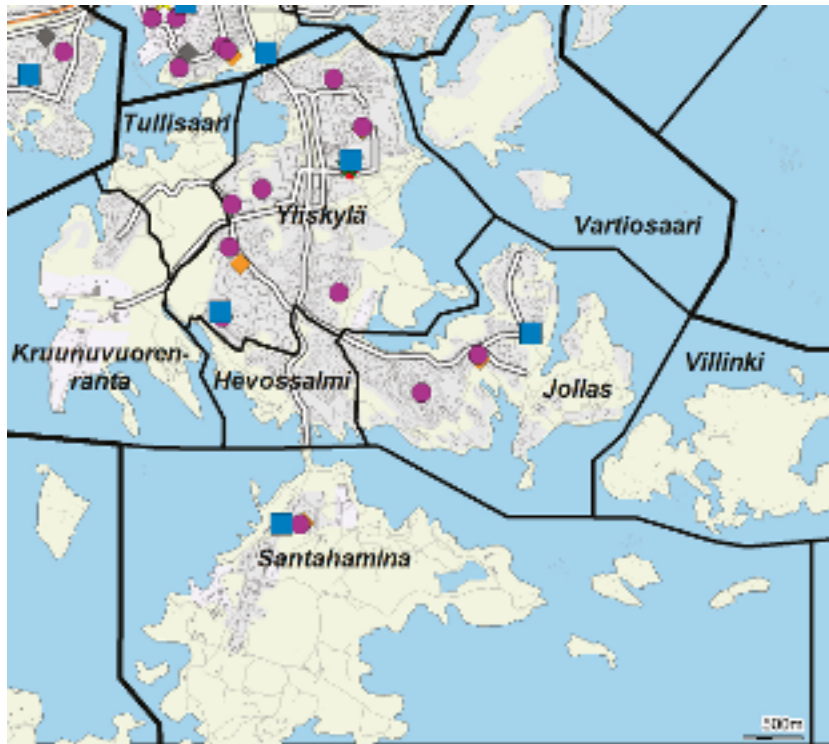 Tullisaari
Yliskylä
Vartiosaari
Kruunuvuoren-
ranta
Hevossalmi
Jollas
Villinki
Santahamina
500m